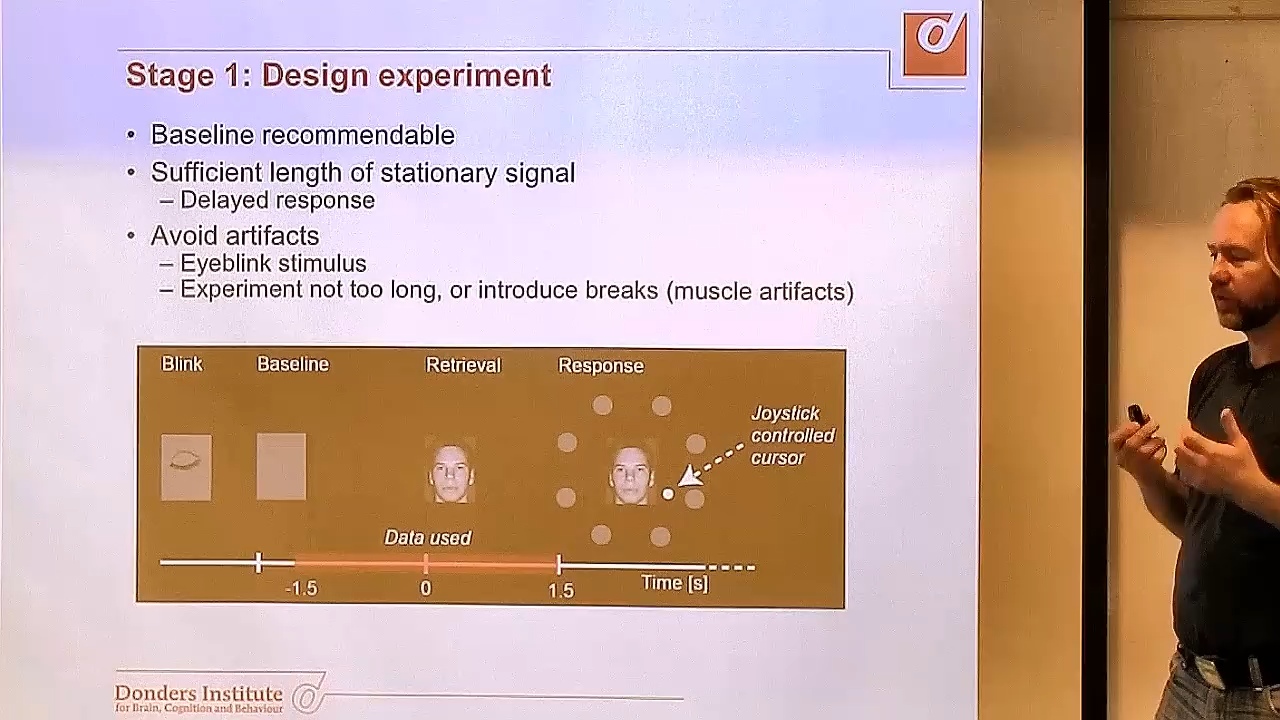 d
Stage 1: Design experiment
• Baseline recommendable
• Sufficient length of stationary signal
– Delayed response
• Avoid artifacts
– Eyeblink stimulus
– Experiment not too long, or introduce breaks (muscle artifacts)
Blink Baseline Retrieval Response
Joystick
controlled
cursor
Data used
-1.5 0 1.5 Time [s]
Donders Institute
for Brain, Cognition and Behaviour
d